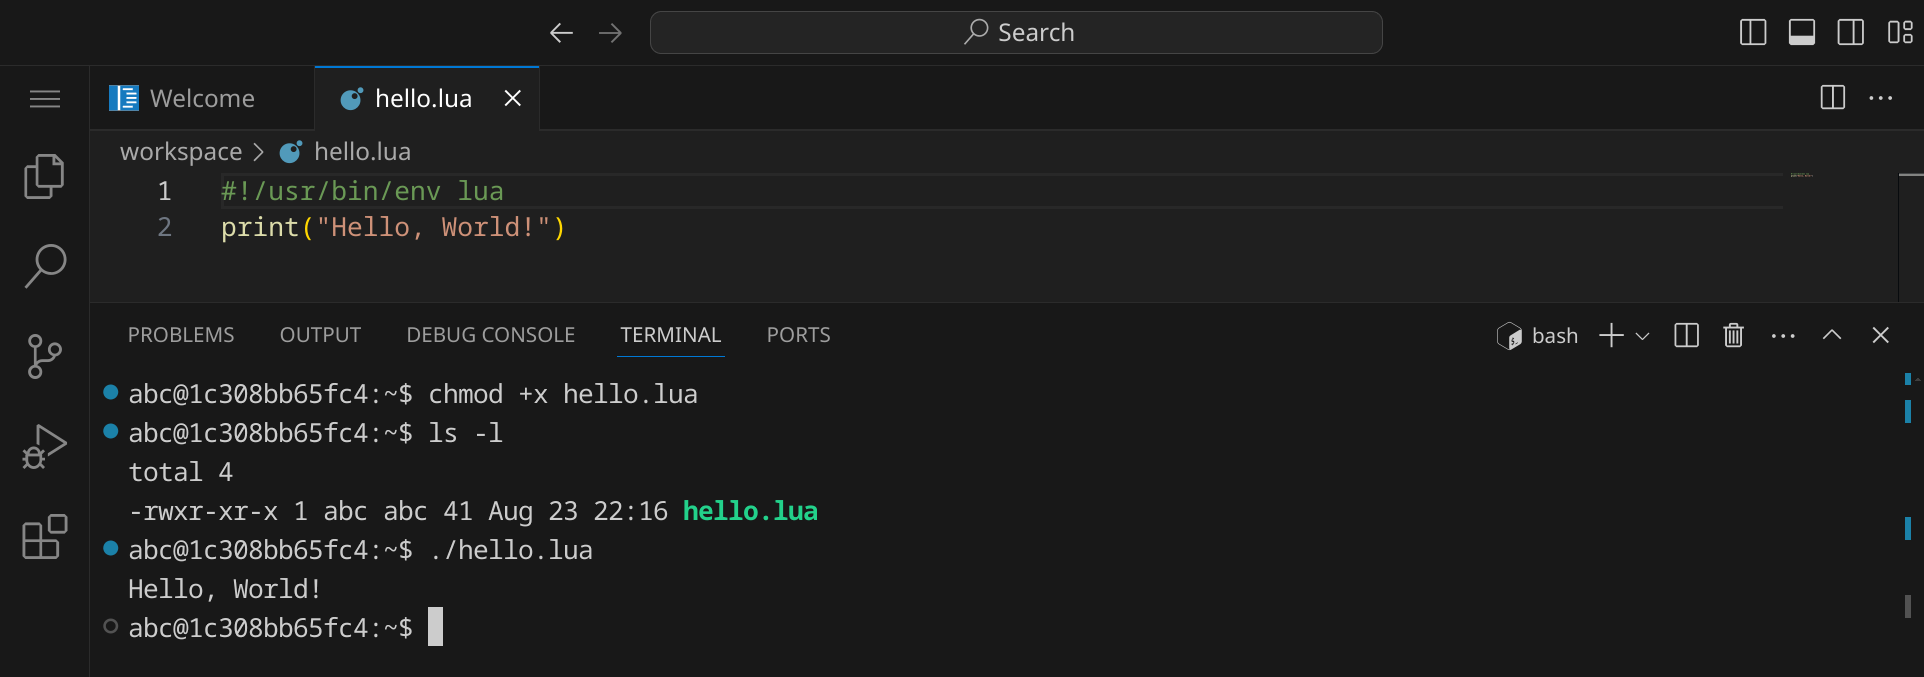 Search
Welcome
hello.lua
workspace > hello.lua
1 #!/usr/bin/env lua
2 print("Hello, World!")
PROBLEMS OUTPUT DEBUG CONSOLE TERMINAL PORTS
bash
abc@1c308bb65fc4:~$ chmod +x hello.lua
abc@1c308bb65fc4:~$ ls -l
total 4
-rwxr-xr-x 1 abc abc 41 Aug 23 22:16 hello.lua
abc@1c308bb65fc4:~$ ./hello.lua
Hello, World!
abc@1c308bb65fc4:~$